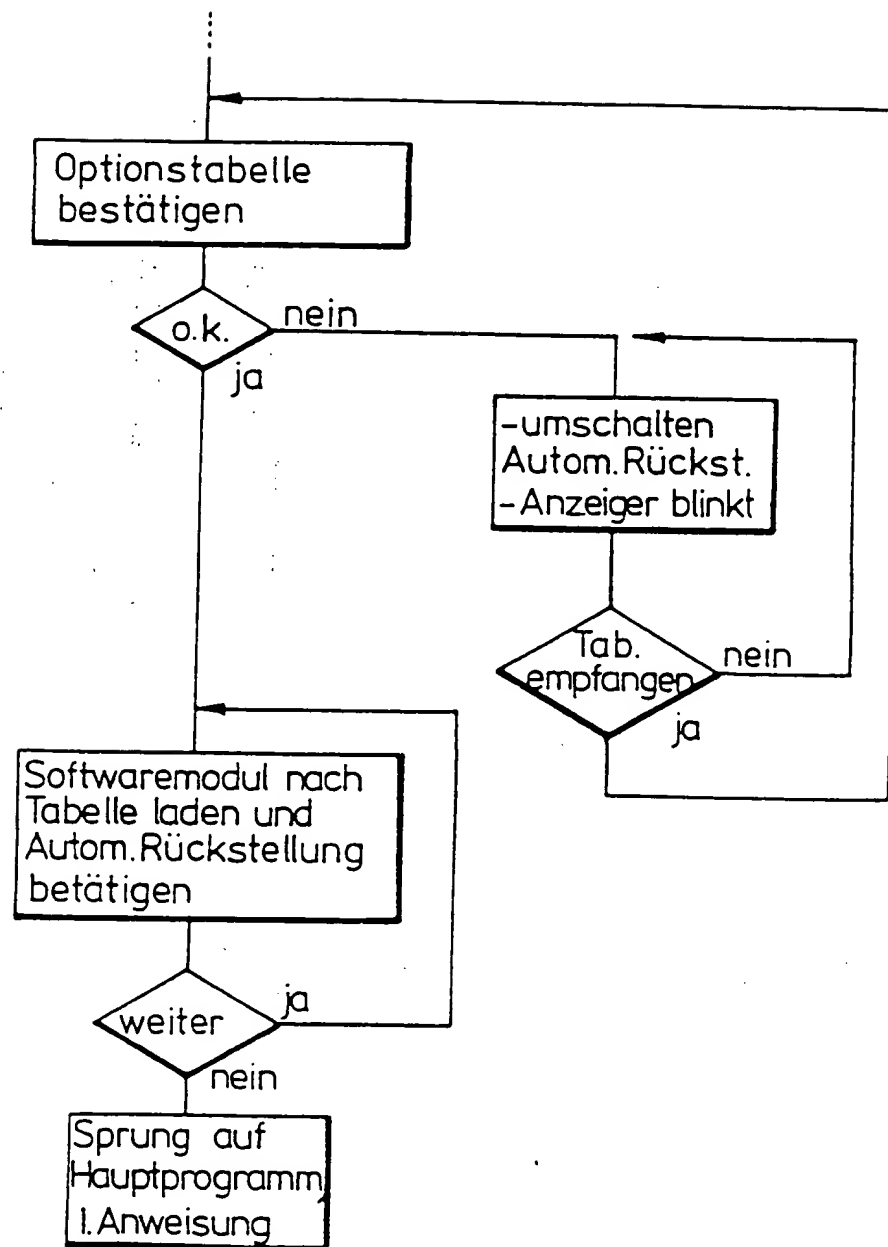 Optionstabelle
bestätigen
o.k.
nein
ja
-umschalten
Autom.Rückst.
-Anzeiger blinkt
Tab.
empfangen
nein
ja
Softwaremodul nach
Tabelle laden und
Autom.Rückstellung
betätigen
weiter
ja
nein
Sprung auf
Hauptprogramm,
1.Anweisung